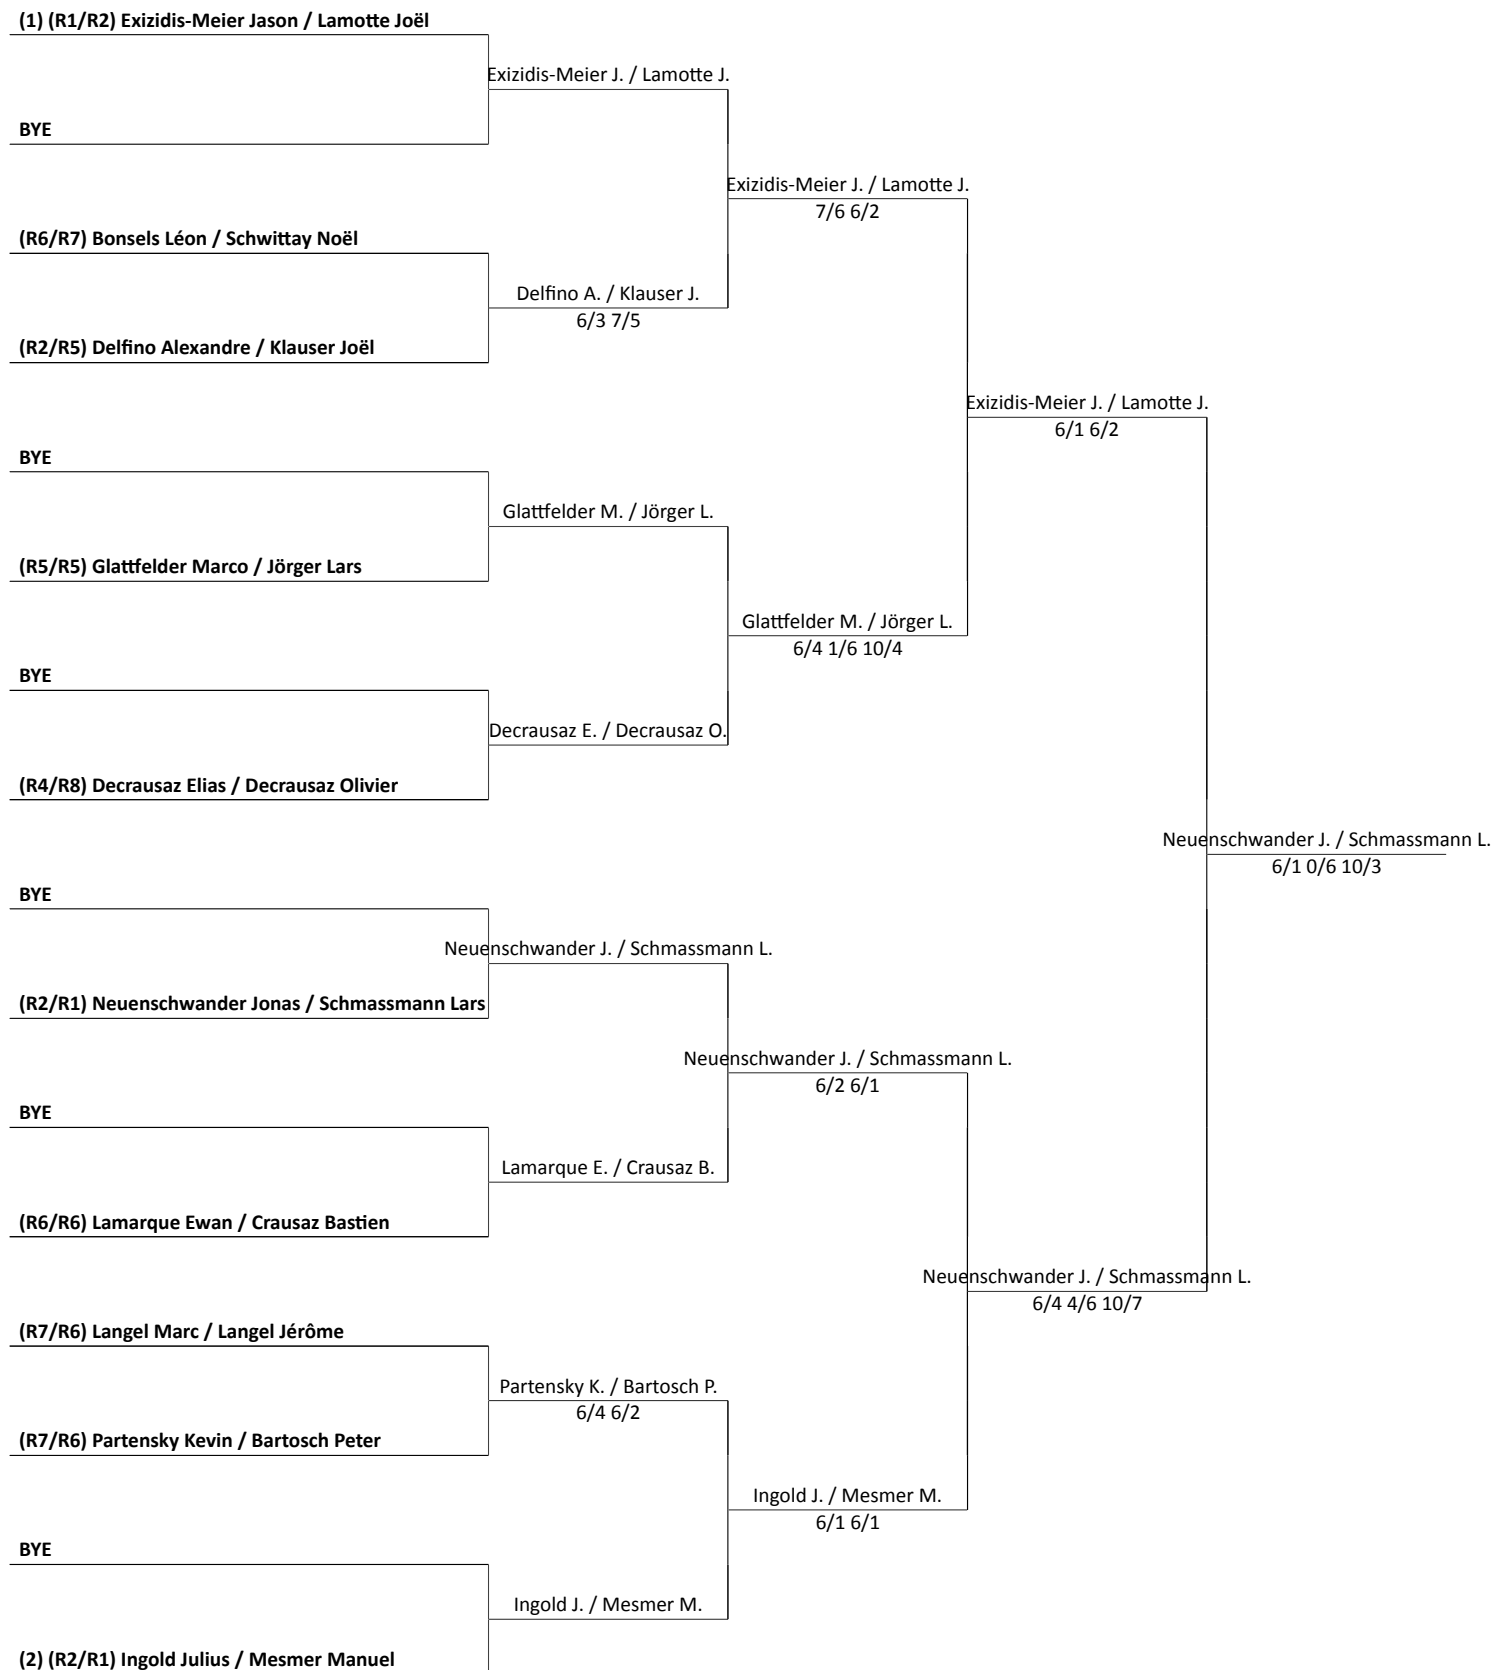 (1) (R1/R2) Exizidis-Meier Jason / Lamotte Joël
Exizidis-Meier J. / Lamotte J.
BYE
Exizidis-Meier J. / Lamotte J.
7/6 6/2
(R6/R7) Bonsels Léon / Schwittay Noël
Delfino A. / Klauser J.
6/3 7/5
(R2/R5) Delfino Alexandre / Klauser Joël
Exizidis-Meier J. / Lamotte J.
6/1 6/2
BYE
Glattfelder M. / Jörger L.
(R5/R5) Glattfelder Marco / Jörger Lars
Glattfelder M. / Jörger L.
6/4 1/6 10/4
BYE
Decrausaz E. / Decrausaz O.
(R4/R8) Decrausaz Elias / Decrausaz Olivier
Neuenschwander J. / Schmassmann L.
6/1 0/6 10/3
BYE
Neuenschwander J. / Schmassmann L.
(R2/R1) Neuenschwander Jonas / Schmassmann Lars
Neuenschwander J. / Schmassmann L.
6/2 6/1
BYE
Lamarque E. / Crausaz B.
(R6/R6) Lamarque Ewan / Crausaz Bastien
Neuenschwander J. / Schmassmann L.
6/4 4/6 10/7
(R7/R6) Langel Marc / Langel Jérôme
Partensky K. / Bartosch P.
6/4 6/2
(R7/R6) Partensky Kevin / Bartosch Peter
Ingold J. / Mesmer M.
6/1 6/1
BYE
Ingold J. / Mesmer M.
(2) (R2/R1) Ingold Julius / Mesmer Manuel